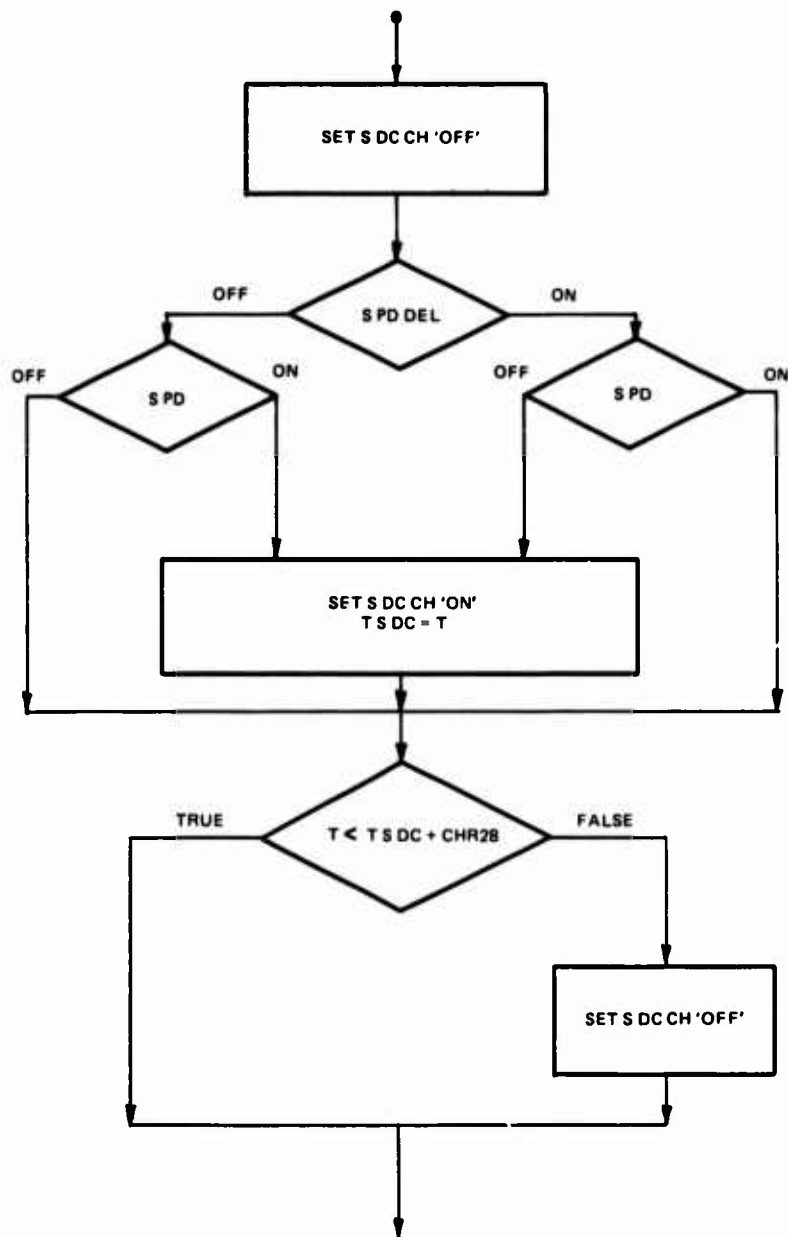 SET S DC CH 'OFF'
OFF
S PD DEL
ON
OFF
S PD
ON
OFF
S PD
ON
SET S DC CH 'ON'
T S DC = T
TRUE
T < T S DC + CHR28
FALSE
SET S DC CH 'OFF'